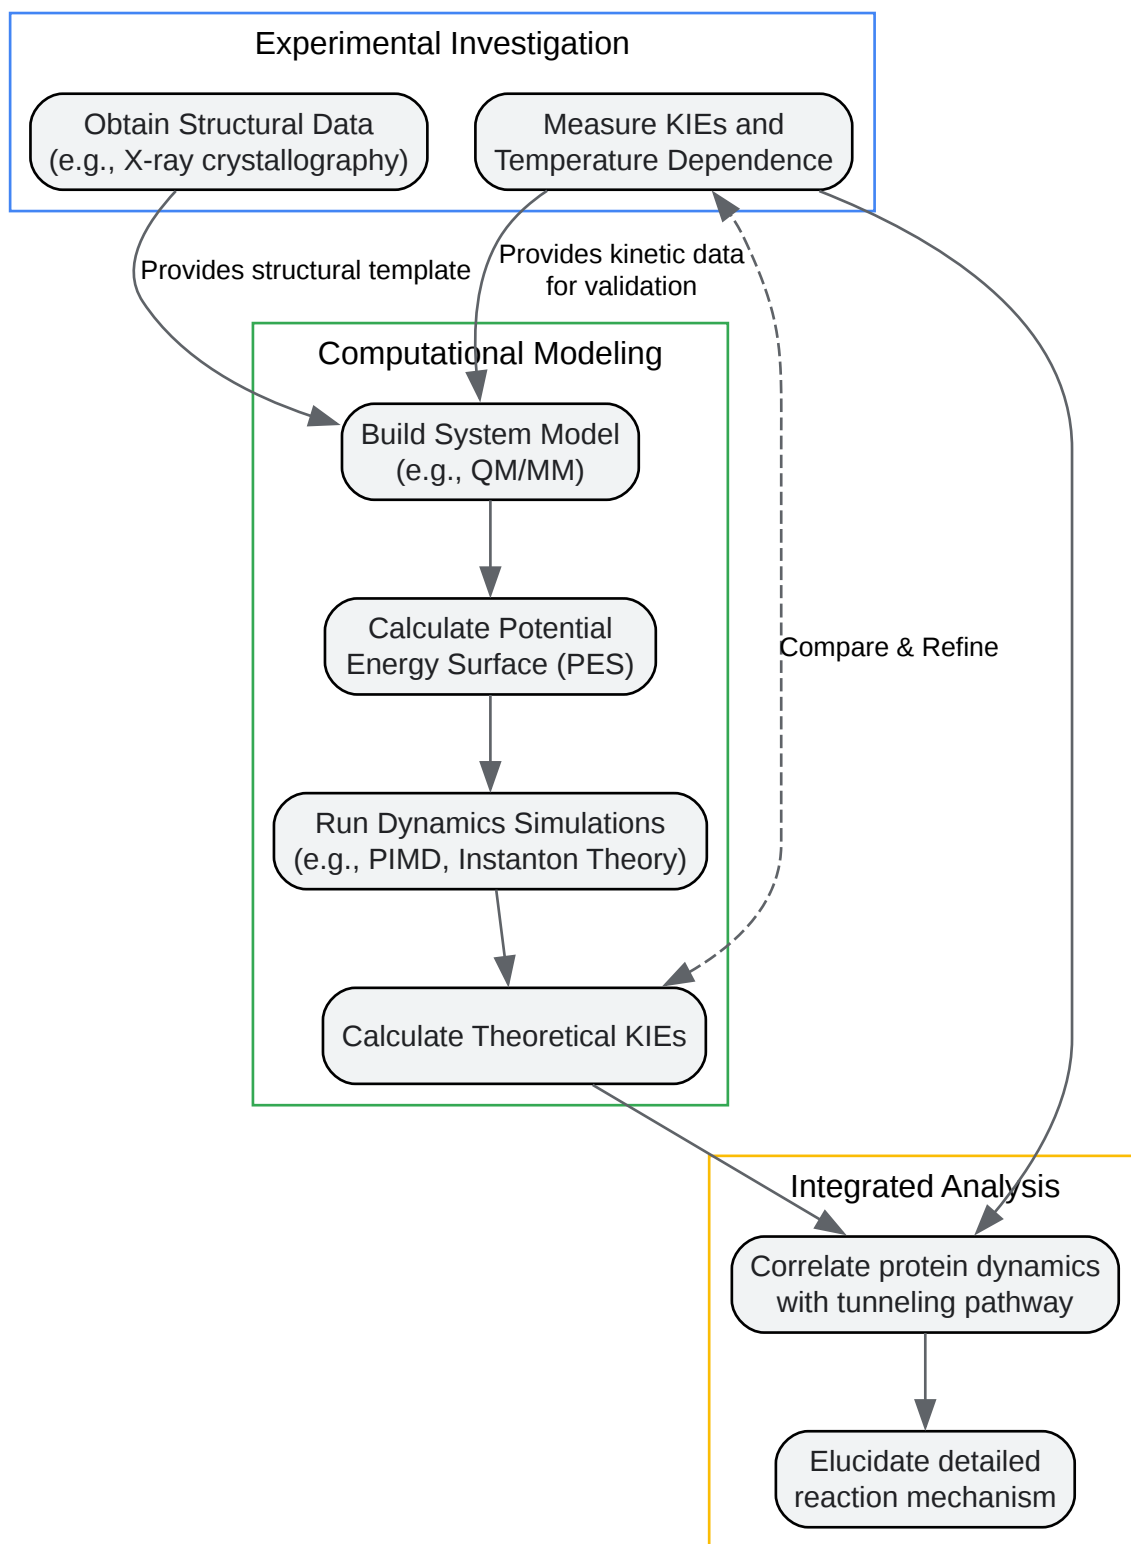 Experimental Investigation
Obtain Structural Data
(e.g., X-ray crystallography)
Measure KIEs and
Temperature Dependence
Provides structural template
Provides kinetic data
for validation
Computational Modeling
Build System Model
(e.g., QM/MM)
Calculate Potential
Energy Surface (PES)
Compare & Refine
Run Dynamics Simulations
(e.g., PIMD, Instanton Theory)
Calculate Theoretical KIEs
Integrated Analysis
Correlate protein dynamics
with tunneling pathway
Elucidate detailed
reaction mechanism